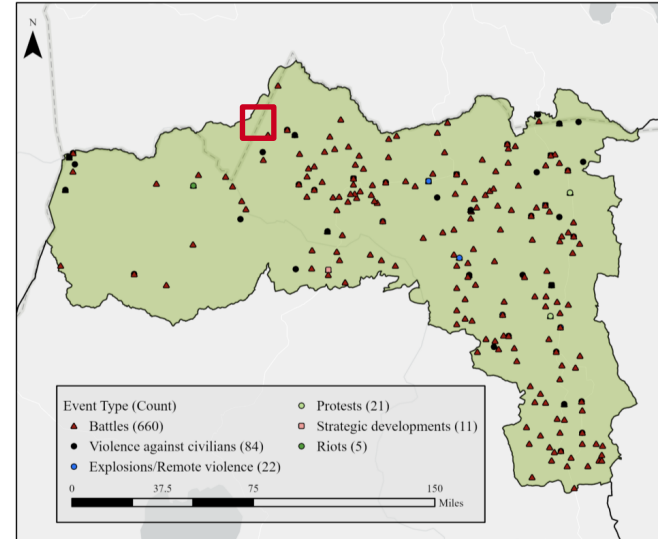 N
Event Type (Count)
Battles (660)
Violence against civilians (84)
Explosions/Remote violence (22)
Protests (21)
Strategic developments (11)
Riots (5)
0 37.5 75 150
Miles